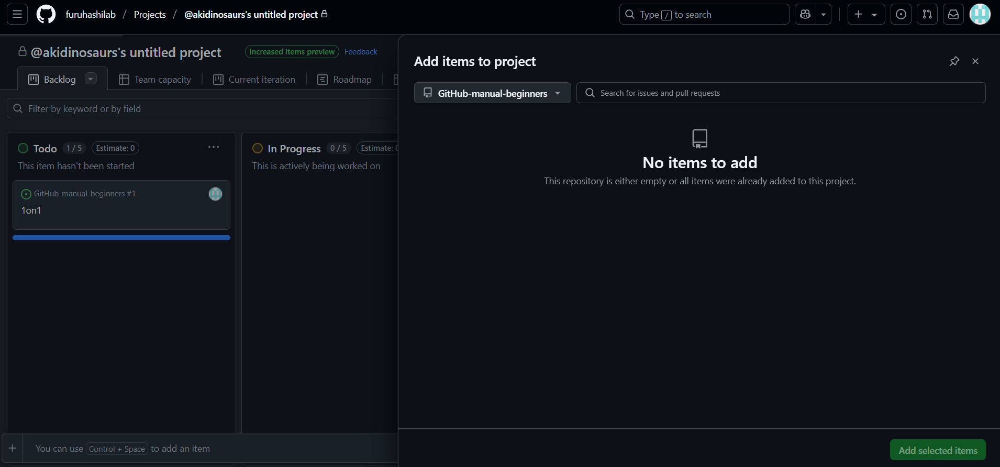 furuhashilab / Projects / @akidinosaurs's untitled project
Type / to search
@akidinosaurs's untitled project
Increased items preview
Feedback
Backlog
Team capacity
Current iteration
Roadmap
Filter by keyword or by field
Todo 1 / 5 Estimate: 0
This item hasn't been started
GitHub-manual-beginners #1
1on1
In Progress 0 / 5 Estimate: 0
This is actively being worked on
You can use Control + Space to add an item
Add items to project
GitHub-manual-beginners
Search for issues and pull requests
No items to add
This repository is either empty or all items were already added to this project.
Add selected items